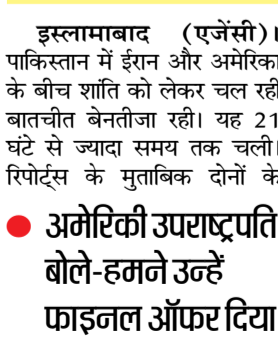 इस्लामाबाद (एजेंसी)।
पाकिस्तान में ईरान और अमेरिका
के बीच शांति को लेकर चल रही
बातचीत बेनतीजा रही। यह 21
घंटे से ज्यादा समय तक चली।
रिपोर्ट्स के मुताबिक दोनों के
● अमेरिकी उपराष्ट्रपति
बोले-हमने उन्हें
फाइनल ऑफर दिया